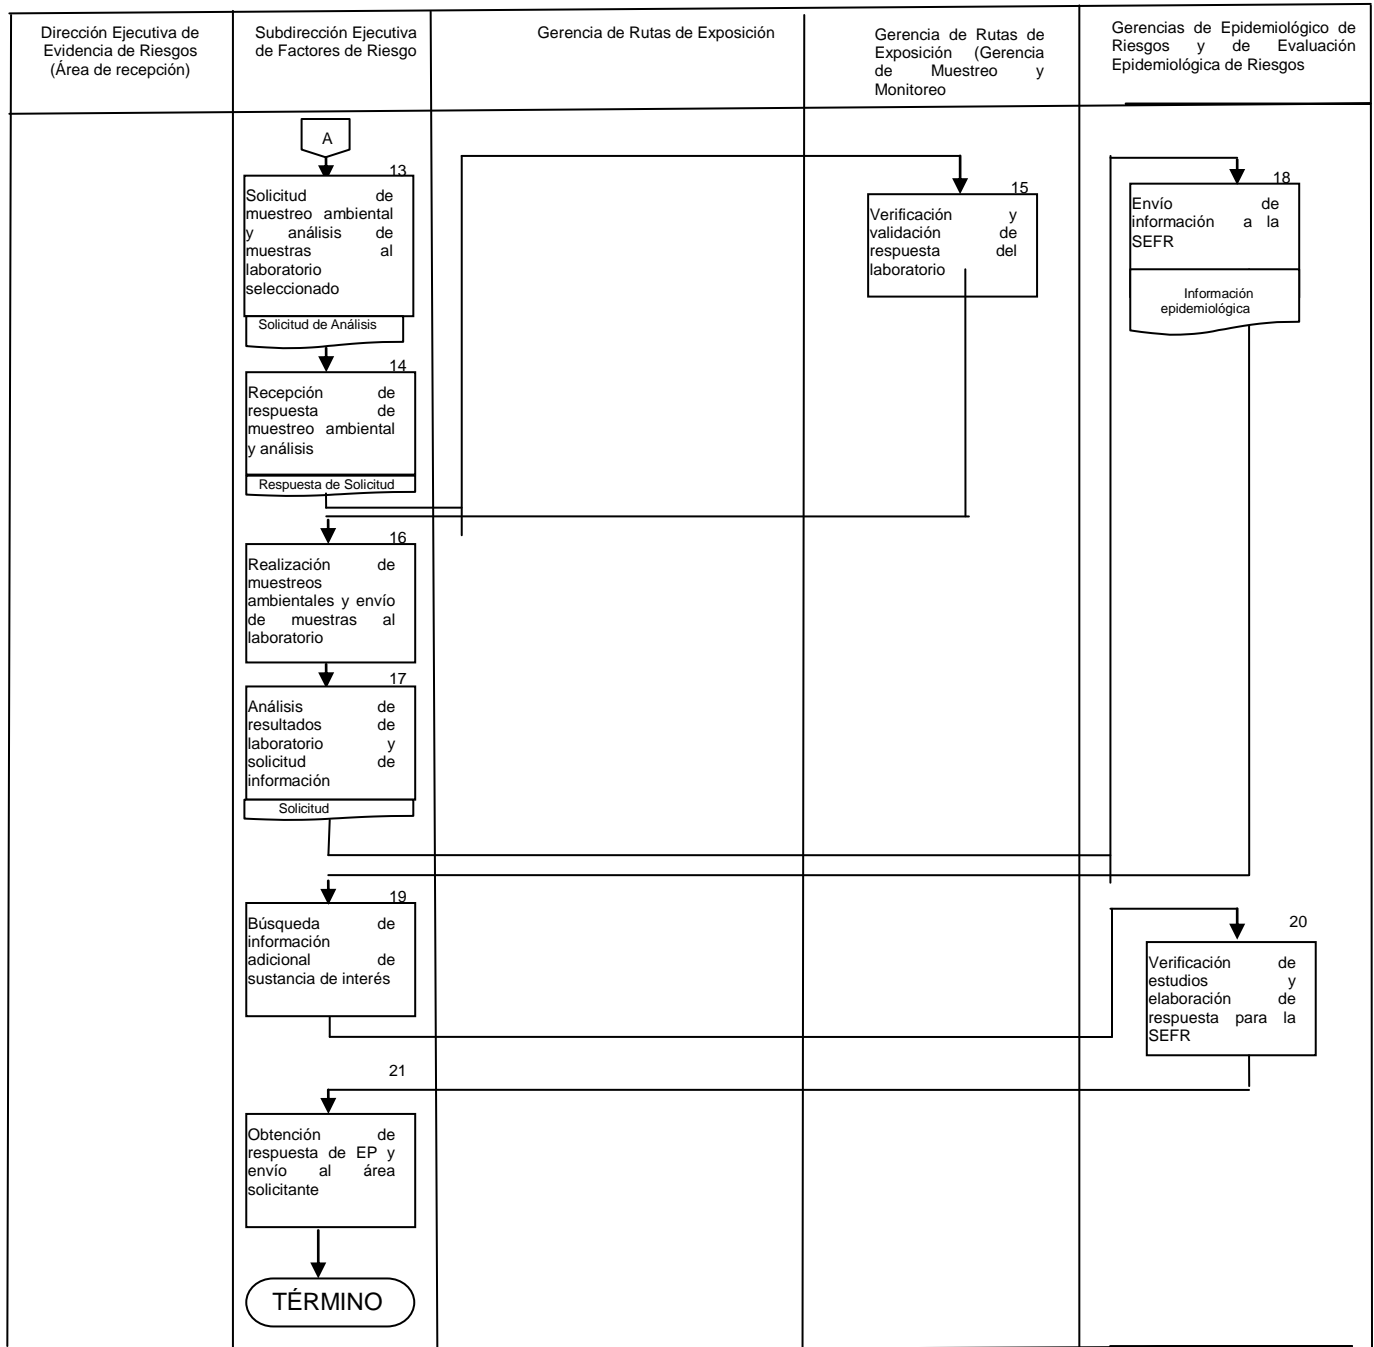 Dirección Ejecutiva de
Evidencia de Riesgos
(Área de recepción)
Subdirección Ejecutiva
de Factores de Riesgo
Gerencia de Rutas de Exposición
Gerencia de Rutas de
Exposición (Gerencia
de Muestreo y
Monitoreo
Gerencias de Epidemiológico de
Riesgos y de Evaluación
Epidemiológica de Riesgos
A
13
Solicitud de
muestreo ambiental
y análisis de
muestras al
laboratorio
seleccionado
Solicitud de Análisis
14
Recepción de
respuesta de
muestreo ambiental
y análisis
Respuesta de Solicitud
15
Verificación y
validación de
respuesta del
laboratorio
16
Realización de
muestreos
ambientales y envío
de muestras al
laboratorio
17
Análisis de
resultados de
laboratorio y
solicitud de
información
Solicitud
18
Envío de
información a la
SEFR
Información
epidemiológica
19
Búsqueda de
información
adicional de
sustancia de interés
20
Verificación de
estudios y
elaboración de
respuesta para la
SEFR
21
Obtención de
respuesta de EP y
envío al área
solicitante
TÉRMINO